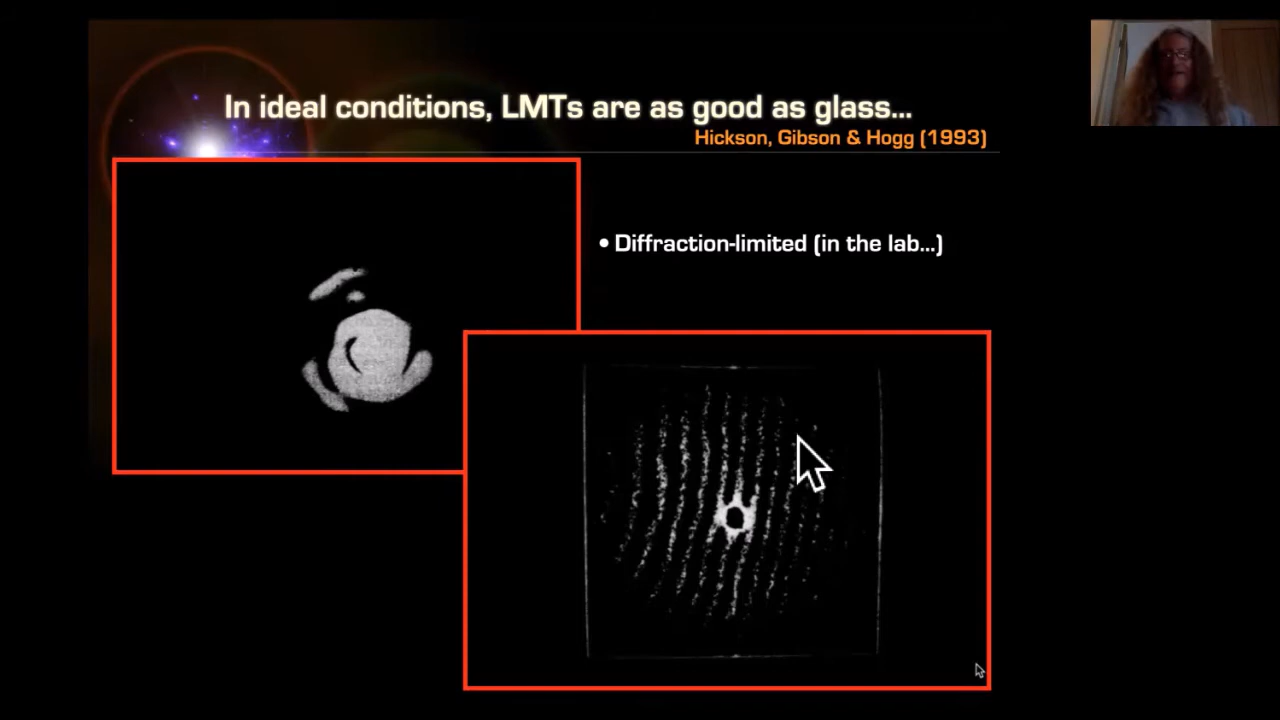 In ideal conditions, LMTs are as good as glass...
Hickson, Gibson & Hogg (1993)
• Diffraction-limited (in the lab...)